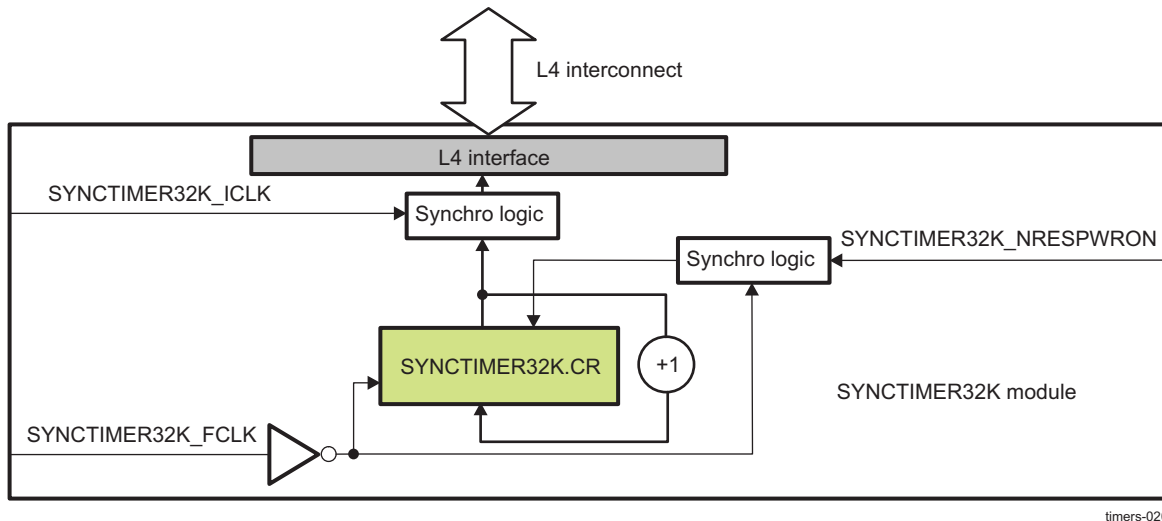 L4 interconnect
L4 interface
SYNCTIMER32K_ICLK
Synchro logic
SYNCTIMER32K_NRESPWRON
Synchro logic
SYNCTIMER32K.CR
+1
SYNCTIMER32K module
SYNCTIMER32K_FCLK